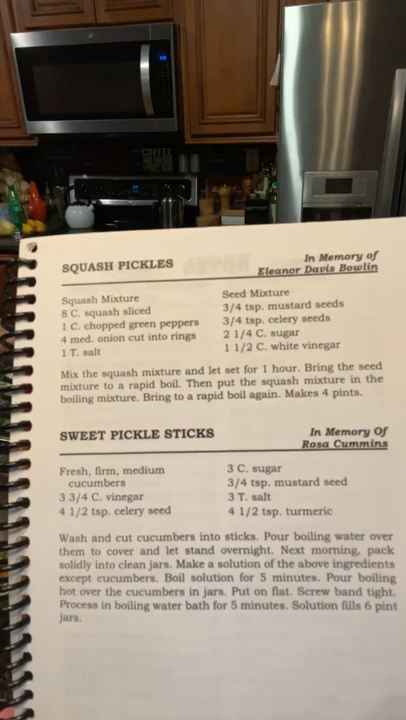 COFFEE
SQUASH PICKLES
In Memory of
Eleanor Davis Bowlin
Squash Mixture
8 C. squash sliced
1 C. chopped green peppers
4 med. onion cut into rings
1 T. salt
Seed Mixture
3/4 tsp. mustard seeds
3/4 tsp. celery seeds
2 1/4 C. sugar
1 1/2 C. white vinegar
Mix the squash mixture and let set for 1 hour. Bring the seed
mixture to a rapid boil. Then put the squash mixture in the
boiling mixture. Bring to a rapid boil again. Makes 4 pints.
SWEET PICKLE STICKS
In Memory Of
Rosa Cummins
Fresh, firm, medium
cucumbers
3 3/4 C. vinegar
4 1/2 tsp. celery seed
3 C. sugar
3/4 tsp. mustard seed
3 T. salt
4 1/2 tsp. turmeric
Wash and cut cucumbers into sticks. Pour boiling water over
them to cover and let stand overnight. Next morning, pack
solidly into clean jars. Make a solution of the above ingredients
except cucumbers. Boil solution for 5 minutes. Pour boiling
hot over the cucumbers in jars. Put on flat. Screw band tight.
Process in boiling water bath for 5 minutes. Solution fills 6 pint
jars.